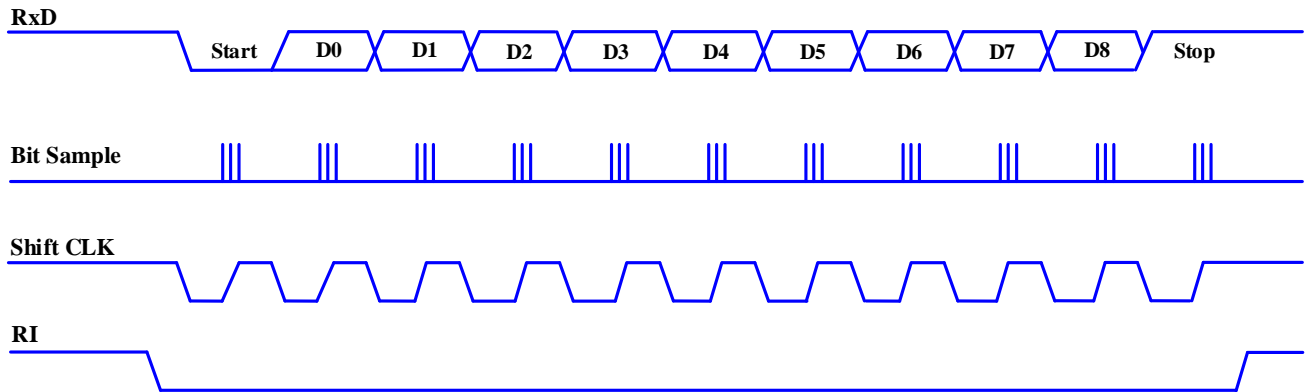 RxD
Start D0 D1 D2 D3 D4 D5 D6 D7 D8 Stop
Bit Sample
Shift CLK
RI